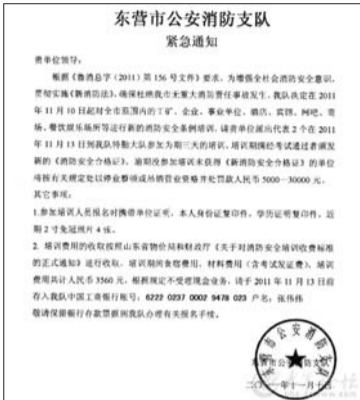 东营市公安消防支队
紧急通知
贵单位领导:
根据《鲁消总字(2011)第156号文件》要求,为增强全社会消防安全意识,
贯彻实施《新消防法》,确保杜绝我市无重大消防责任事故发生,我队决定在2011
年11月10日起对全市范围内的工矿、企业、事业单位、酒店、宾馆、网吧、商
场、餐饮娱乐场所等运行新的消防安全条例培训。请贵单位派出代表2个在2011
年11月13日到我队特勤大队参加为期三天的培训,培训期满经考试通过者颁发
新的《消防安全合格证》,逾期没参加培训未获得《新消防安全合格证》的单位
将按有关规定处以停业整顿或吊销营业资格并处罚款人民币5000—30000元。
其它事项:
1.参加培训人员报名时携带单位证明、本人身份证复印件、学历证明复印件、近
期2寸免冠照片4张。
2. 培训费用的收取按照山东省物价局和财政厅《关于对消防安全培训收费标准
的正式通知》进行收取,培训期间食宿费用、材料费用(含考试发证费)、培训
费用共计人民币3560元,根据规定不受理现金业务,请于2011年11月13日前
存入我队中国工商银行账号:6222 0237 0002 9478 023 户名:张伟伟
敬请保留银行存款票据到我队办理有关报名手续。
东营市公安消防支队
二〇一一年十一月十日